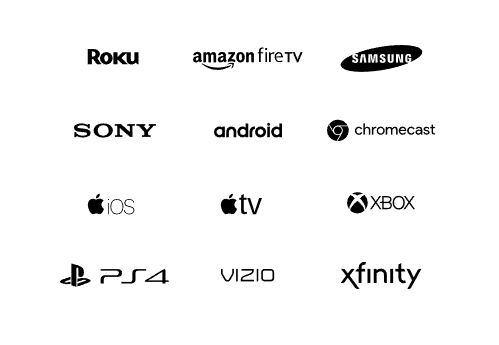 Roku
amazon fireTV
SAMSUNG
SONY
android
chromecast
iOS
tv
XBOX
PS4
VIZIO
xfinity